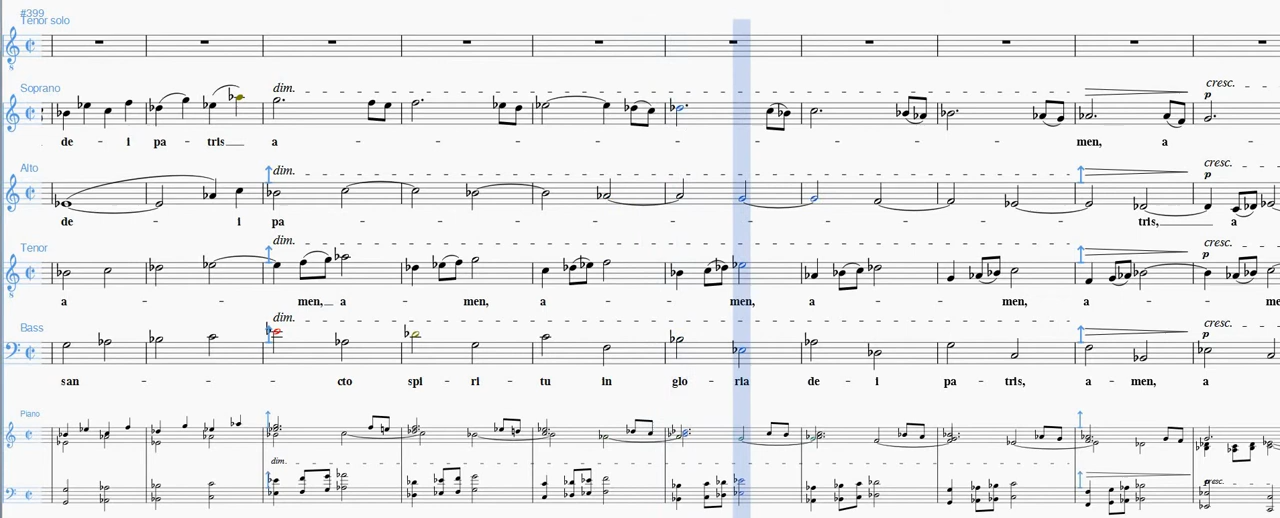 #399
Tenor solo
Soprano
dim.
cresc.
p
de - i pa - tris a - - - - - - - - - - - - - - men, a -
Alto
dim.
cresc.
p
de - - i pa - - - - - - - - - - - - - tris, a
Tenor
dim.
cresc.
p
a - - - - men, a - men, a - - men, a - men, a - - me
Bass
dim.
cresc.
p
san - - - - cto spi - ri - tu in glo - ria de - i pa - tris, a - men, a
Piano
dim.
cresc.